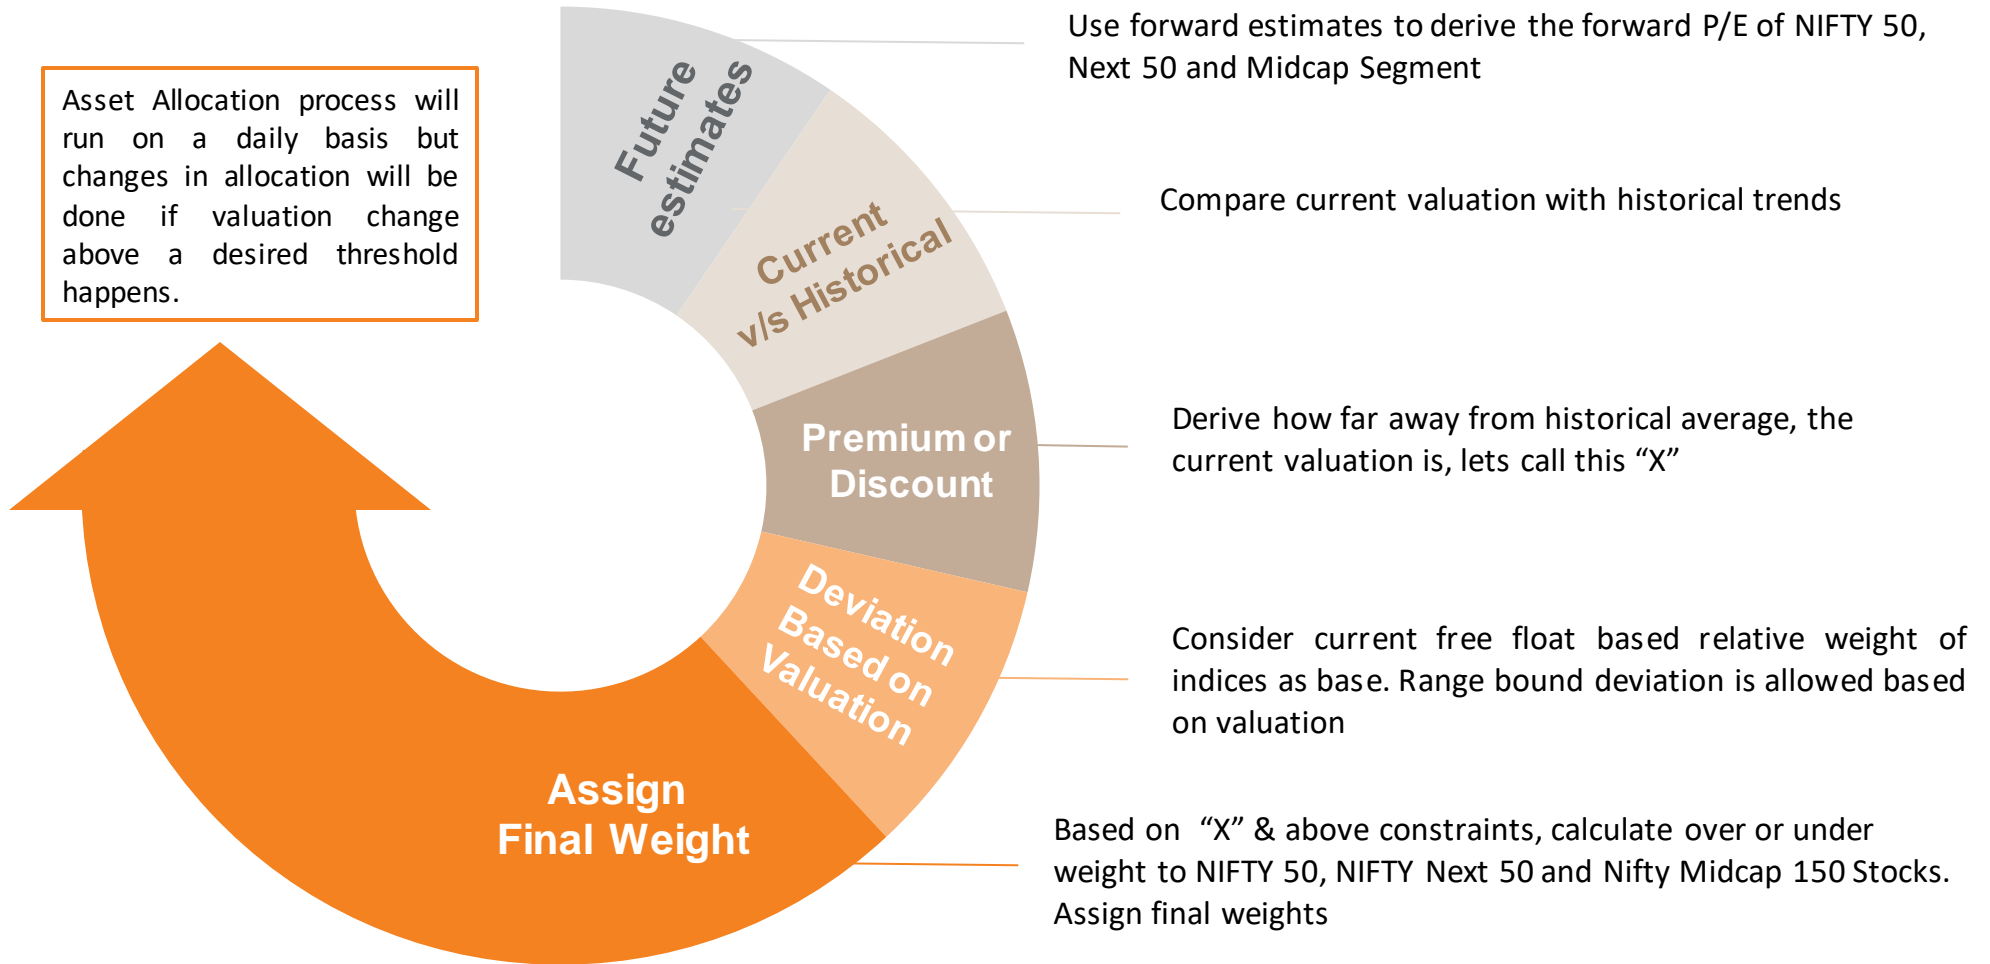 Use forward estimates to derive the forward P/E of NIFTY 50,
Next 50 and Midcap Segment
Asset Allocation process will
run on a daily basis but
changes in allocation will be
done if valuation change
above a desired threshold
happens.
Future
estimates
Current
v/s Historical
Compare current valuation with historical trends
Premium or
Discount
Derive how far away from historical average, the
current valuation is, lets call this “X”
Deviation
Based on
Valuation
Consider current free float based relative weight of
indices as base. Range bound deviation is allowed based
on valuation
Assign
Final Weight
Based on “X” & above constraints, calculate over or under
weight to NIFTY 50, NIFTY Next 50 and Nifty Midcap 150 Stocks.
Assign final weights